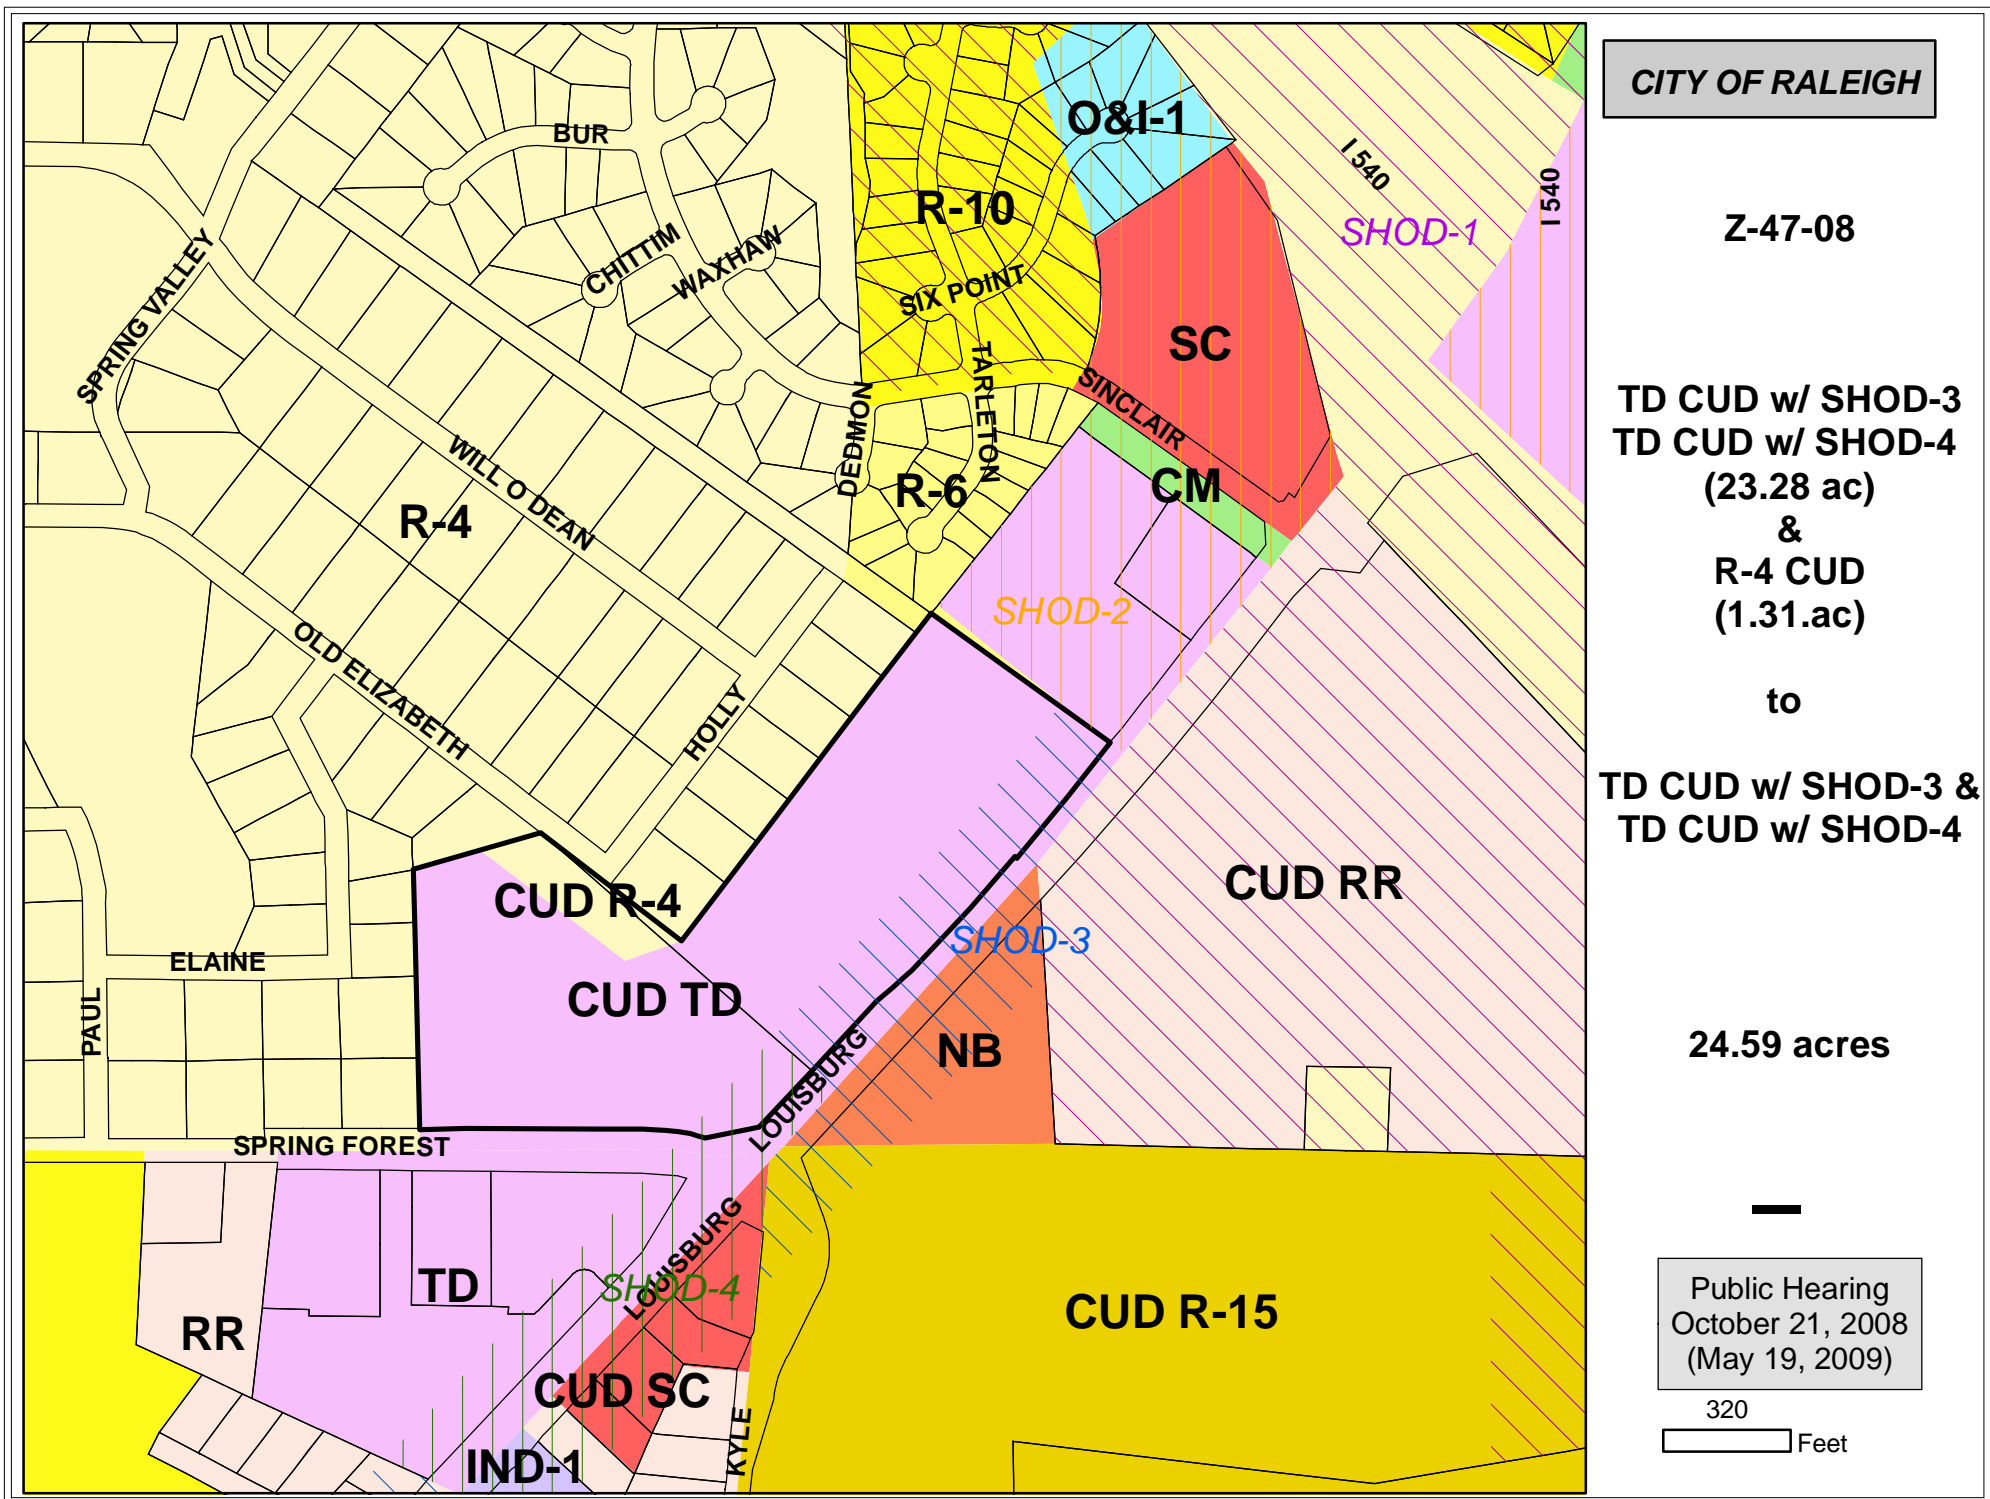 CITY OF RALEIGH
Z-47-08
TD CUD w/ SHOD-3
TD CUD w/ SHOD-4
(23.28 ac)
&
R-4 CUD
(1.31.ac)
to
TD CUD w/ SHOD-3 &
TD CUD w/ SHOD-4
24.59 acres
Public Hearing
October 21, 2008
(May 19, 2009)
320
Feet
BUR
O&I-1
I 540
I 540
R-10
SHOD-1
CHITTIM
WAXHAW
SPRING VALLEY
SIX POINT
SC
TARLETON
SINCLAIR
DEDMON
WILL O DEAN
R-6
CM
R-4
SHOD-2
OLD ELIZABETH
HOLLY
CUD R-4
CUD RR
SHOD-3
ELAINE
CUD TD
PAUL
NB
LOUISBURG
SPRING FOREST
LOUISBURG
TD
SHOD-4
CUD R-15
RR
CUD SC
KYLE
IND-1